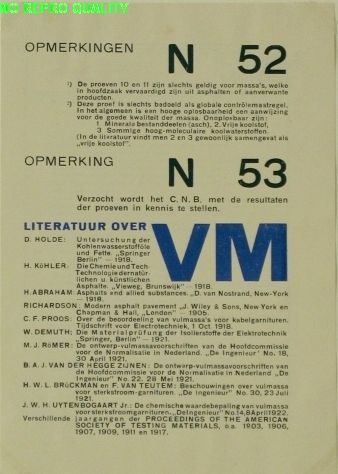 NO REPRO QUALITY
OPMERKINGEN N 52
¹) De proeven 10 en 11 zijn slechts geldig voor massa's, welke
in hoofdzaak vervaardigd zijn uit asphalten of aanverwante
producten.
²) Deze proef is slechts bedoeld als globale contrôlemaatregel.
In het algemeen is een hooge oplosbaarheid een aanwijzing
voor de goede kwaliteit der massa. Onoplosbaar zijn:
1 Minerale bestanddeelen (asch), 2. Vrije koolstof,
3 Sommige hoog-moleculaire koolwaterstoffen.
(In de literatuur vindt men 2 en 3 gewoonlijk samengevat als
„vrije koolstof".
OPMERKING N 53
Verzocht wordt het C.N.B. met de resultaten
der proeven in kennis te stellen.
LITERATUUR OVER VM
D. HOLDE: Untersuchung der
Kohlenwasserstofföle
und Fette. „Springer
Berlin" — 1918.
H. KÖHLER: Die Chemie und Tech-
Technologie der natür-
lichen u künstlichen
Asphalte. „Vieweg, Brunswijk" — 1918.
H. ABRAHAM: Asphalts and allied substances. „D. van Nostrand, New-York
— 1918.
RICHARDSON: Modern asphalt pavement „J. Wiley & Sons, New-York en
Chapman & Hall, „London" — 1905.
C. F. PROOS: Over de beoordeeling van vulmassa's voor kabelgarnituren.
Tijdschrift voor Electrotechniek, 1 Oct 1918.
W. DEMUTH: Die Materialprüfung der Isolierstoffe der Elektrotechnik
„Springer, Berlin" — 1921.
M. J. RÖMER: De ontwerp-vulmassavoorschriften van de Hoofdcommissie
voor de Normalisatie in Nederland. „De Ingenieur" No. 18,
30 April 1921.
B. A. J. VAN DER HEGGE ZIJNEN: De ontwerp-vulmassavoorschriften van
de Hoofdcommissie voor de Normalisatie in Nederland „De
Ingenieur" No. 22, 28 Mei 1921.
H. W. L. BRÜCKMAN en F. VAN TEUTEM: Beschouwingen over vulmassa
voor sterkstroom-garnituren. „De Ingenieur" No. 30, 23 Juli
1921.
J. W. H. UYTENBOGAART Jr.: De chemische waardebepaling van vulmassa
voor sterkstroomgarnituren. „De Ingenieur" No. 14, 8 April 1922.
Verschillende jaargangen der PROCEEDINGS OF THE AMERICAN
SOCIETY OF TESTING MATERIALS, o.a. 1903, 1906,
1907, 1909, 1911 en 1917.